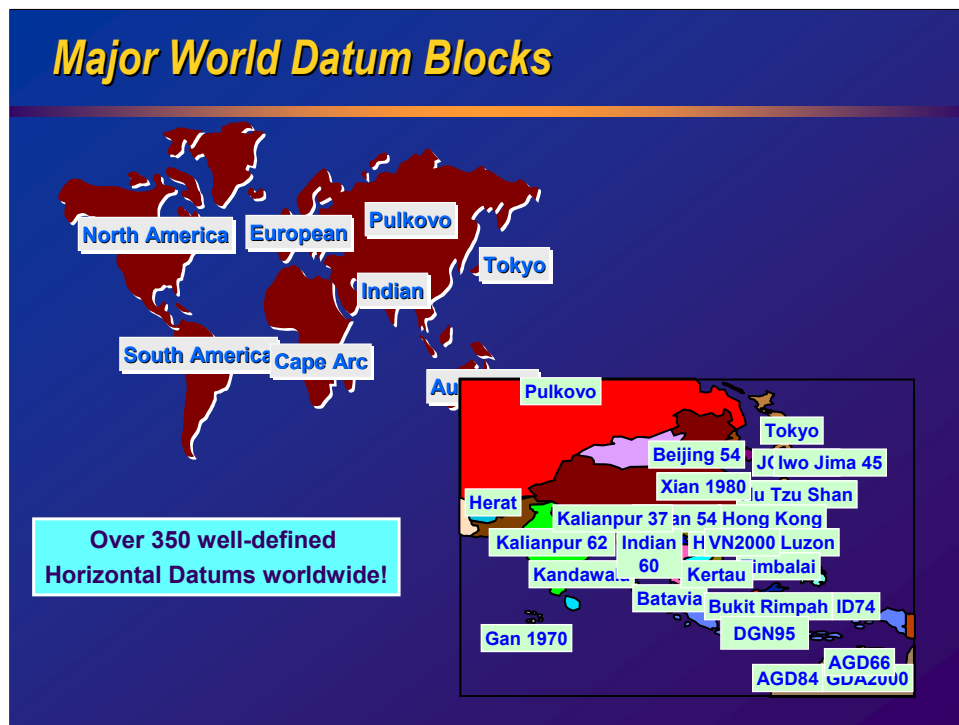 Major World Datum Blocks
North America
European
Pulkovo
Tokyo
Indian
South America
Cape Arc
Pulkovo
Tokyo
Beijing 54
Iwo Jima 45
Xian 1980
Tzu Shan
Herat
Kalianpur 37
54
Hong Kong
Kalianpur 62
Indian
60
VN2000
Luzon
Kertau
Batavia
Bukit Rimpah
ID74
DGN95
Gan 1970
AGD66
AGD84
GDA2000
Over 350 well-defined
Horizontal Datums worldwide!